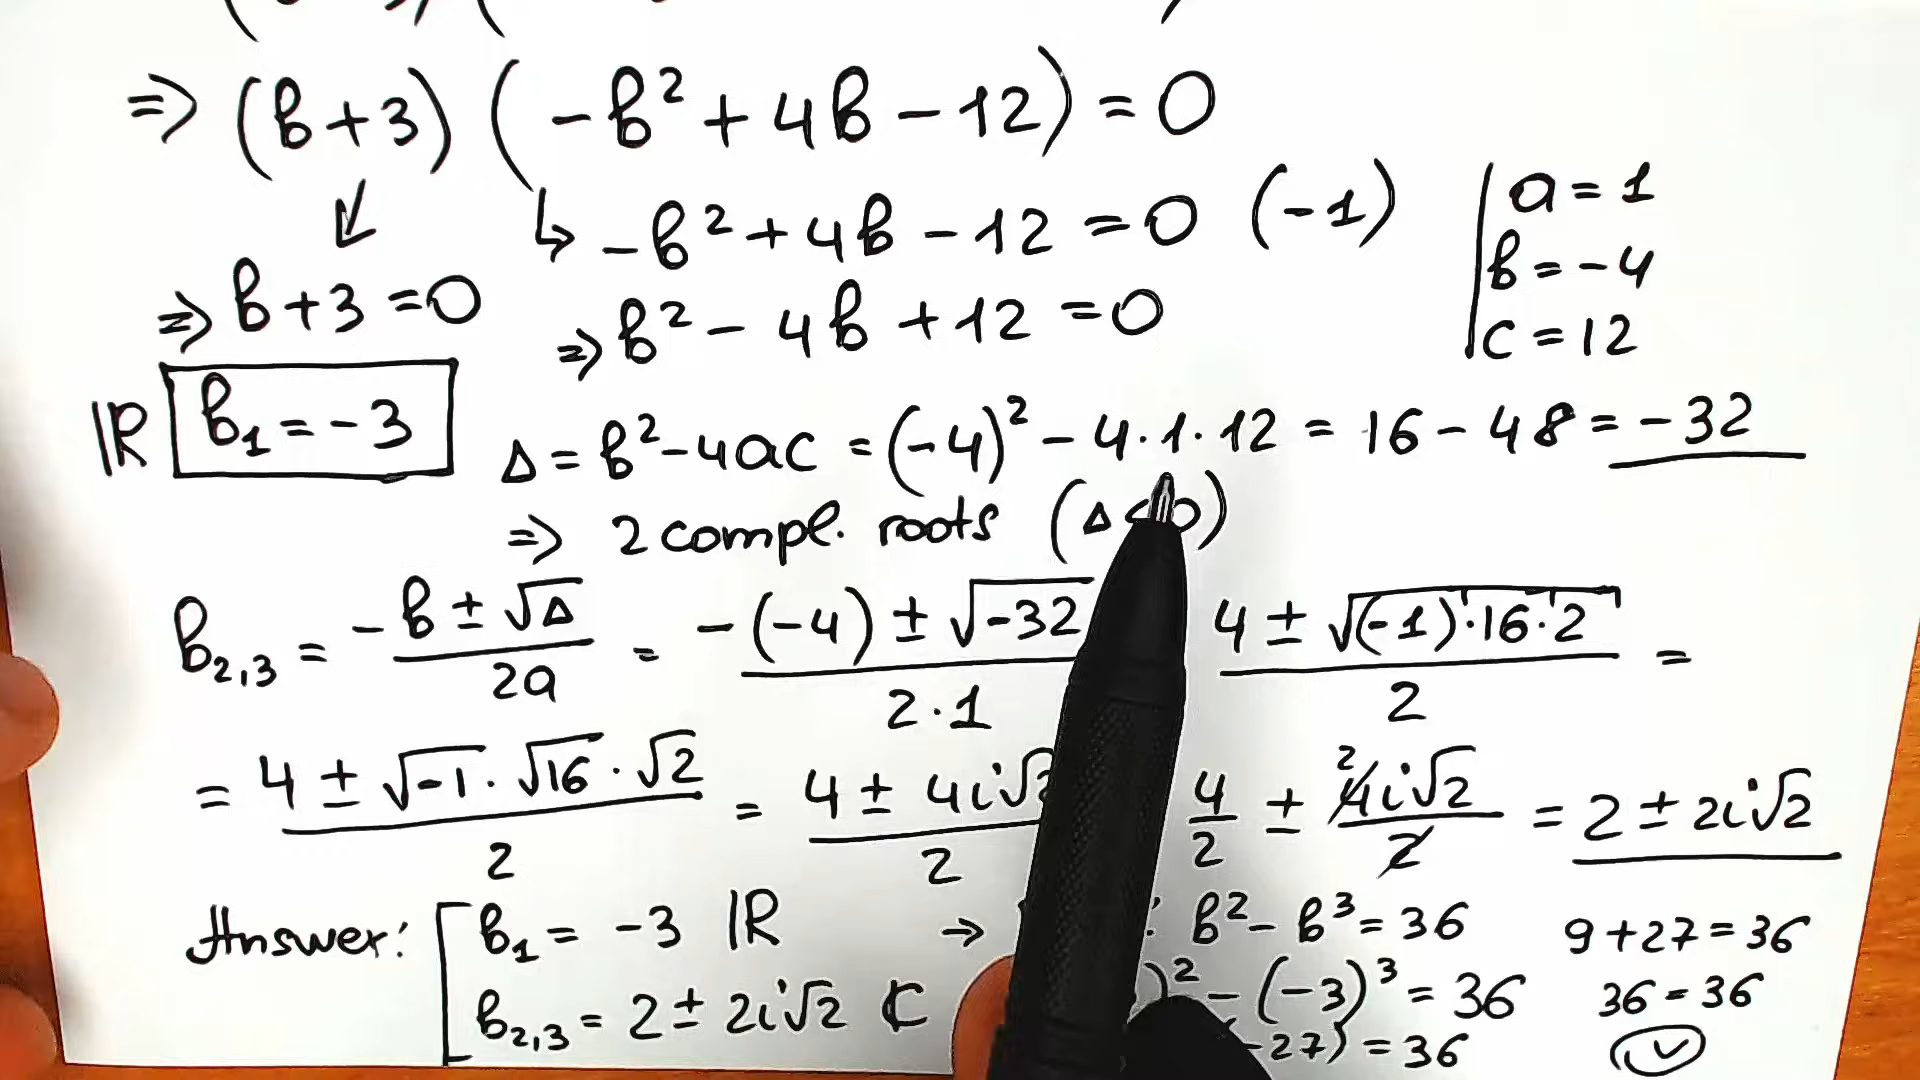 => (b+3) (-b² + 4b - 12) = 0
↙ ↳ -b² + 4b - 12 = 0 (-1)
a = 1
b = -4
c = 12
=> b+3 = 0
=> b² - 4b + 12 = 0
ℝ b₁ = -3
Δ = b² - 4ac = (-4)² - 4·1·12 = 16 - 48 = -32
=> 2 compl. roots (Δ<0)
b₂,₃ = (-b ± √Δ)/(2a) = (-(-4) ± √-32)/(2·1) (4 ± √((-1)·16·2))/2 =
= (4 ± √-1 · √16 · √2)/2 = (4 ± 4i√2)/2 4/2 ± 4i√2/2 2 = 2 ± 2i√2
Answer: b₁ = -3 ℝ
b₂,₃ = 2 ± 2i√2 ℂ
→ : b² - b³ = 36
)² - (-3)³ = 36
-27) = 36
9 + 27 = 36
36 = 36